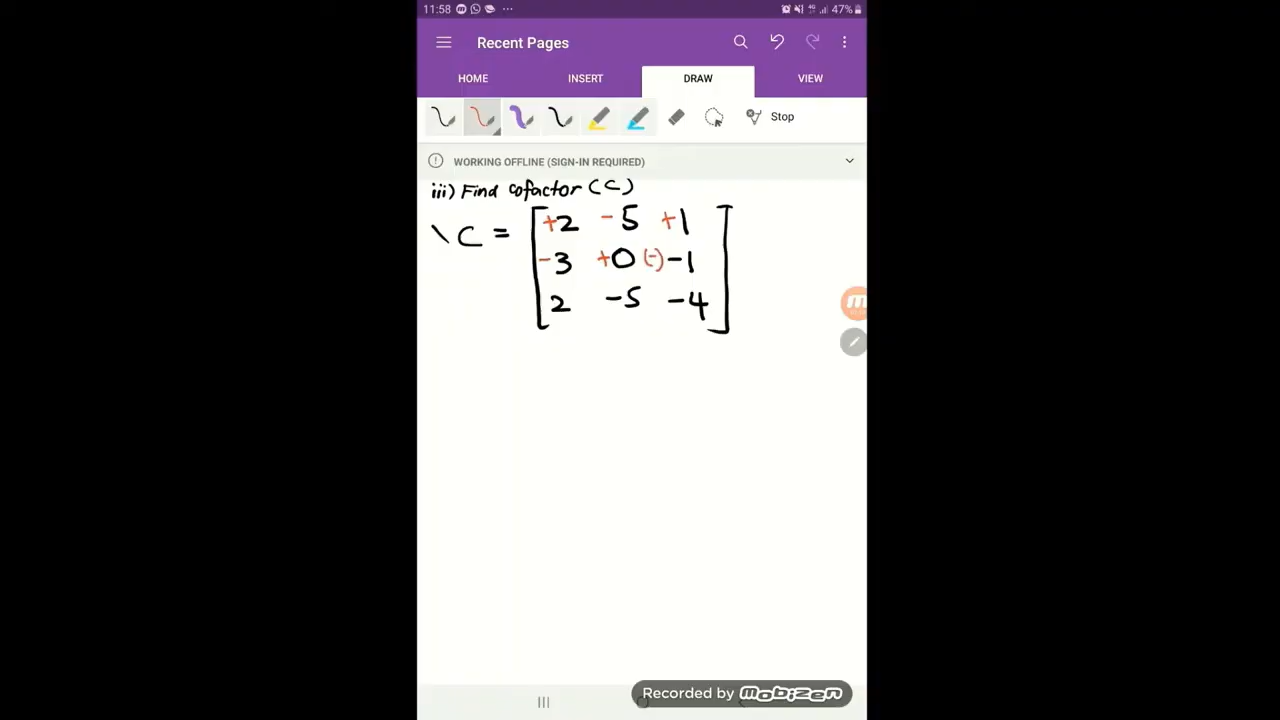 11:58 ... 47%
Recent Pages
HOME INSERT DRAW VIEW
Stop
WORKING OFFLINE (SIGN-IN REQUIRED)
iii) Find cofactor (C)
\ C = [ +2 -5 +1
-3 +0 (-)-1
2 -5 -4 ]
Recorded by mobizen